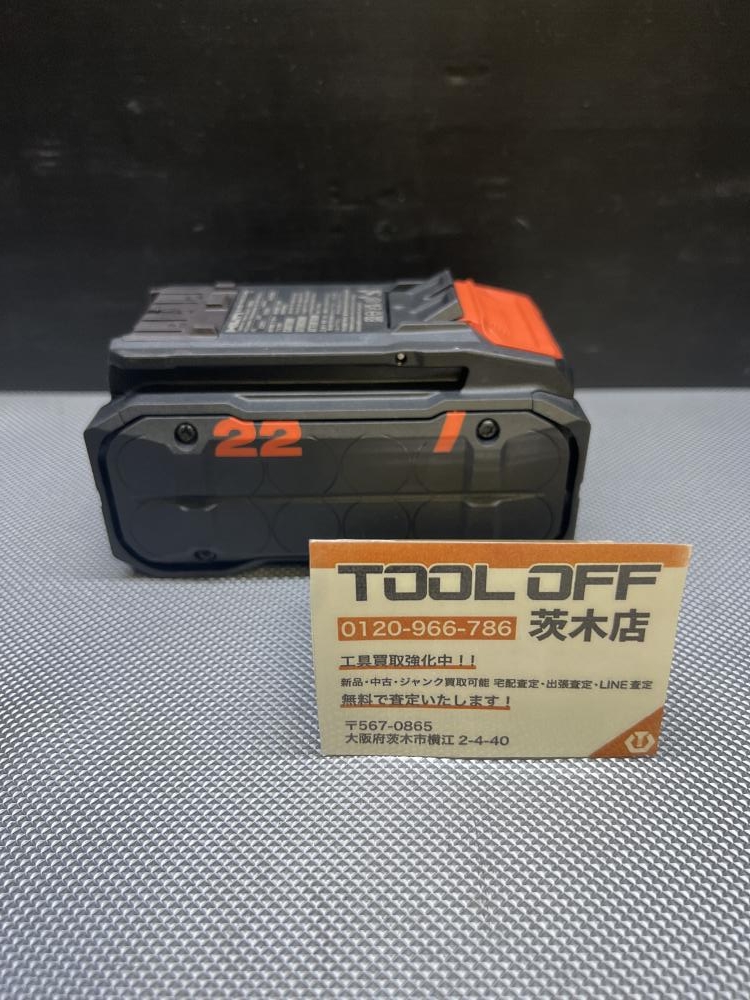 22
TOOL OFF
0120-966-786 茨木店
工具買取強化中!!
新品・中古・ジャンク買取可能 宅配査定・出張査定・LINE査定
無料で査定いたします!
〒567-0865
大阪府茨木市横江 2-4-40